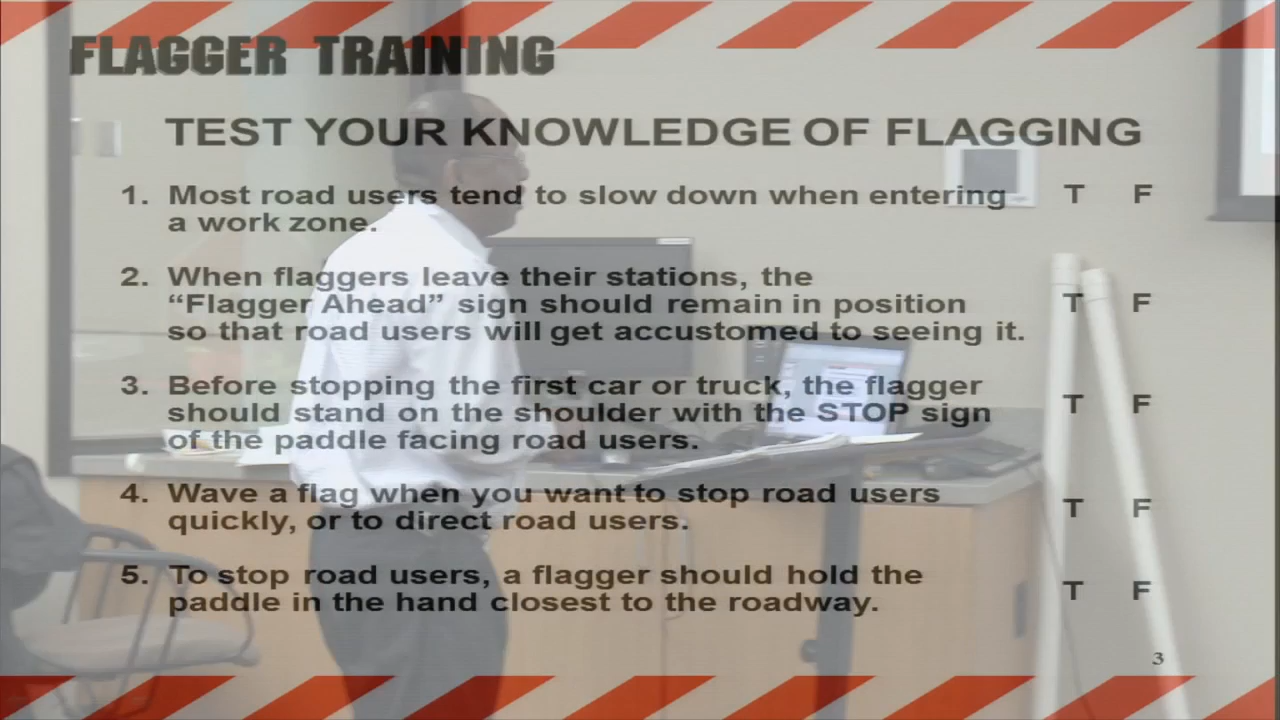 FLAGGER TRAINING
TEST YOUR KNOWLEDGE OF FLAGGING
1. Most road users tend to slow down when entering T F
a work zone.
2. When flaggers leave their stations, the
“Flagger Ahead” sign should remain in position T F
so that road users will get accustomed to seeing it.
3. Before stopping the first car or truck, the flagger
should stand on the shoulder with the STOP sign T F
of the paddle facing road users.
4. Wave a flag when you want to stop road users
quickly, or to direct road users. T F
5. To stop road users, a flagger should hold the
paddle in the hand closest to the roadway. T F
3